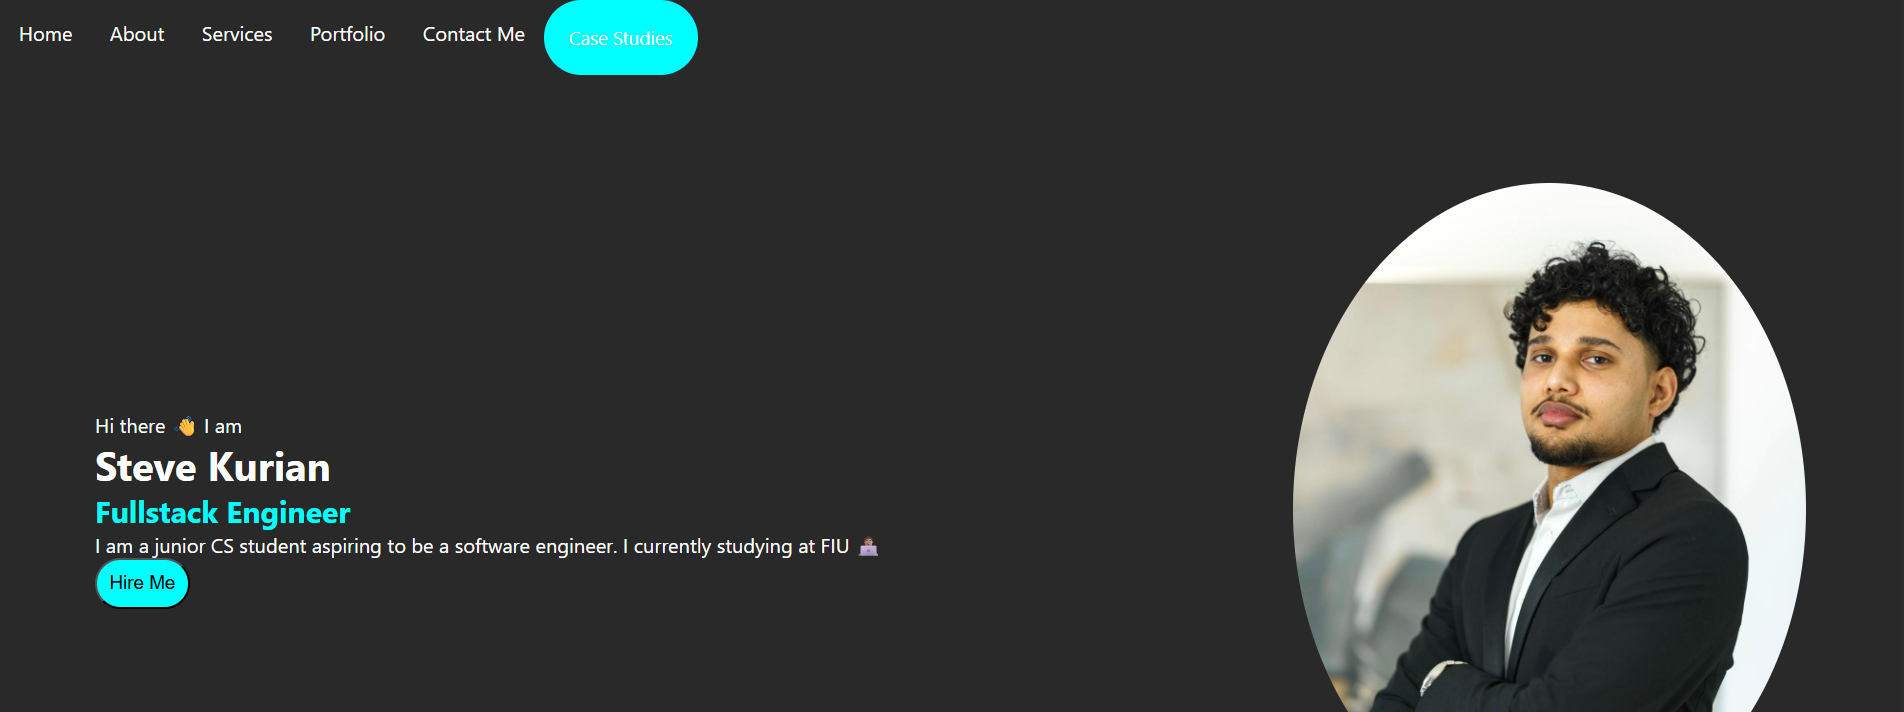 Home About Services Portfolio Contact Me Case Studies
Hi there 👋 I am
Steve Kurian
Fullstack Engineer
I am a junior CS student aspiring to be a software engineer. I currently studying at FIU 👨🏽‍💻
Hire Me